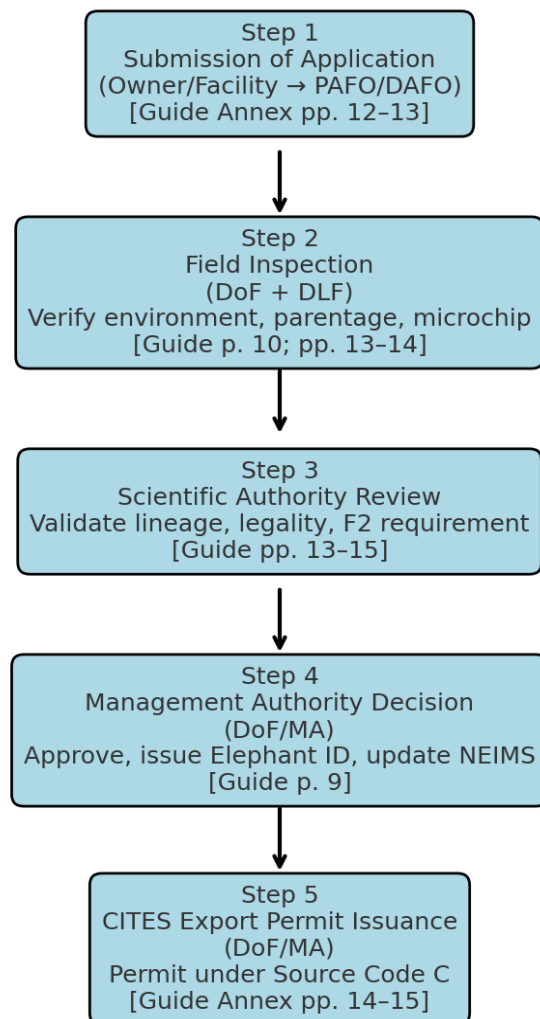 Step 1
Submission of Application
(Owner/Facility → PAFO/DAFO)
[Guide Annex pp. 12–13]
Step 2
Field Inspection
(DoF + DLF)
Verify environment, parentage, microchip
[Guide p. 10; pp. 13–14]
Step 3
Scientific Authority Review
Validate lineage, legality, F2 requirement
[Guide pp. 13–15]
Step 4
Management Authority Decision
(DoF/MA)
Approve, issue Elephant ID, update NEIMS
[Guide p. 9]
Step 5
CITES Export Permit Issuance
(DoF/MA)
Permit under Source Code C
[Guide Annex pp. 14–15]